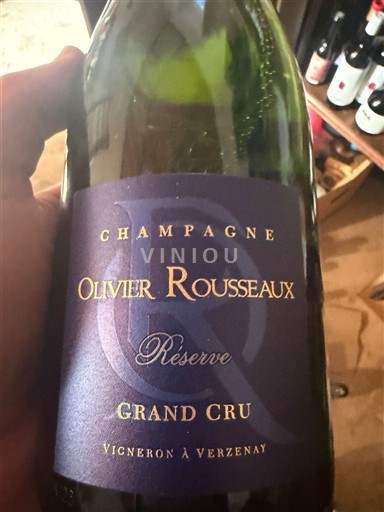 CHAMPAGNE
VINIOU
OLIVIER ROUSSEAUX
Réserve
GRAND CRU
VIGNERON À VERZENAY